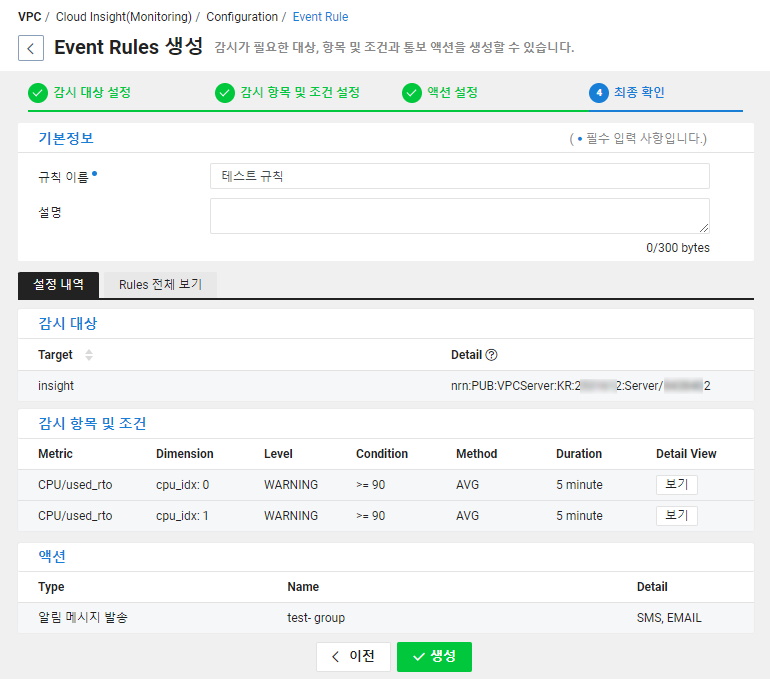 VPC / Cloud Insight(Monitoring) / Configuration / Event Rule
Event Rules 생성 감시가 필요한 대상, 항목 및 조건과 통보 액션을 생성할 수 있습니다.
감시 대상 설정 감시 항목 및 조건 설정 액션 설정 4 최종 확인
기본정보 ( • 필수 입력 사항입니다.)
규칙 이름 • 테스트 규칙
설명
0/300 bytes
설정 내역 Rules 전체 보기
감시 대상
Target Detail ?
insight nrn:PUB:VPCServer:KR:2 2:Server/ 2
감시 항목 및 조건
Metric Dimension Level Condition Method Duration Detail View
CPU/used_rto cpu_idx: 0 WARNING >= 90 AVG 5 minute 보기
CPU/used_rto cpu_idx: 1 WARNING >= 90 AVG 5 minute 보기
액션
Type Name Detail
알림 메시지 발송 test- group SMS, EMAIL
이전 생성